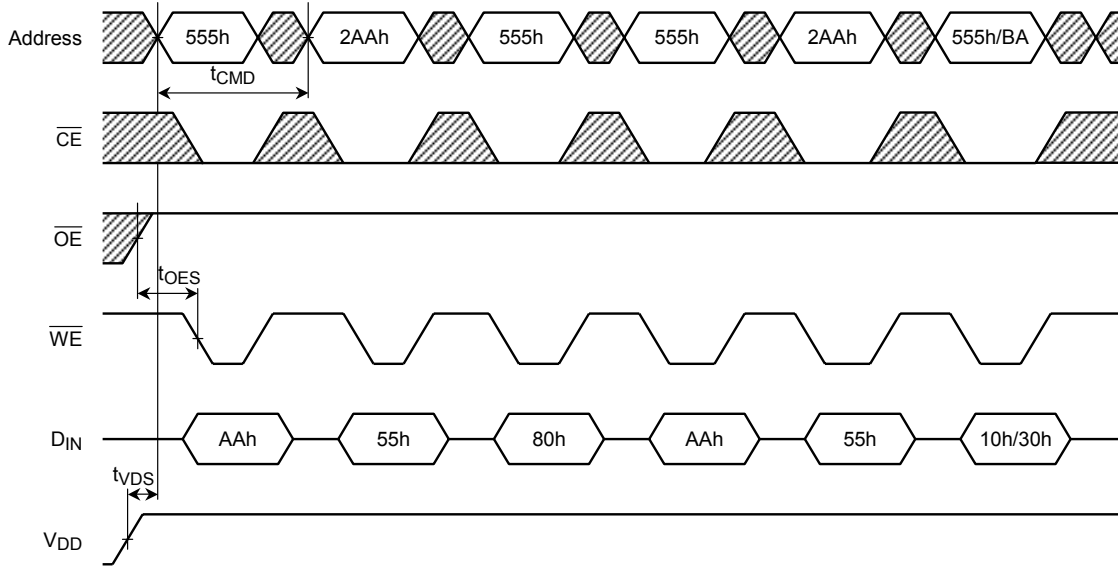 Address 555h 2AAh 555h 555h 2AAh 555h/BA
tCMD
CE
OE
tOES
WE
DIN AAh 55h 80h AAh 55h 10h/30h
tVDS
VDD